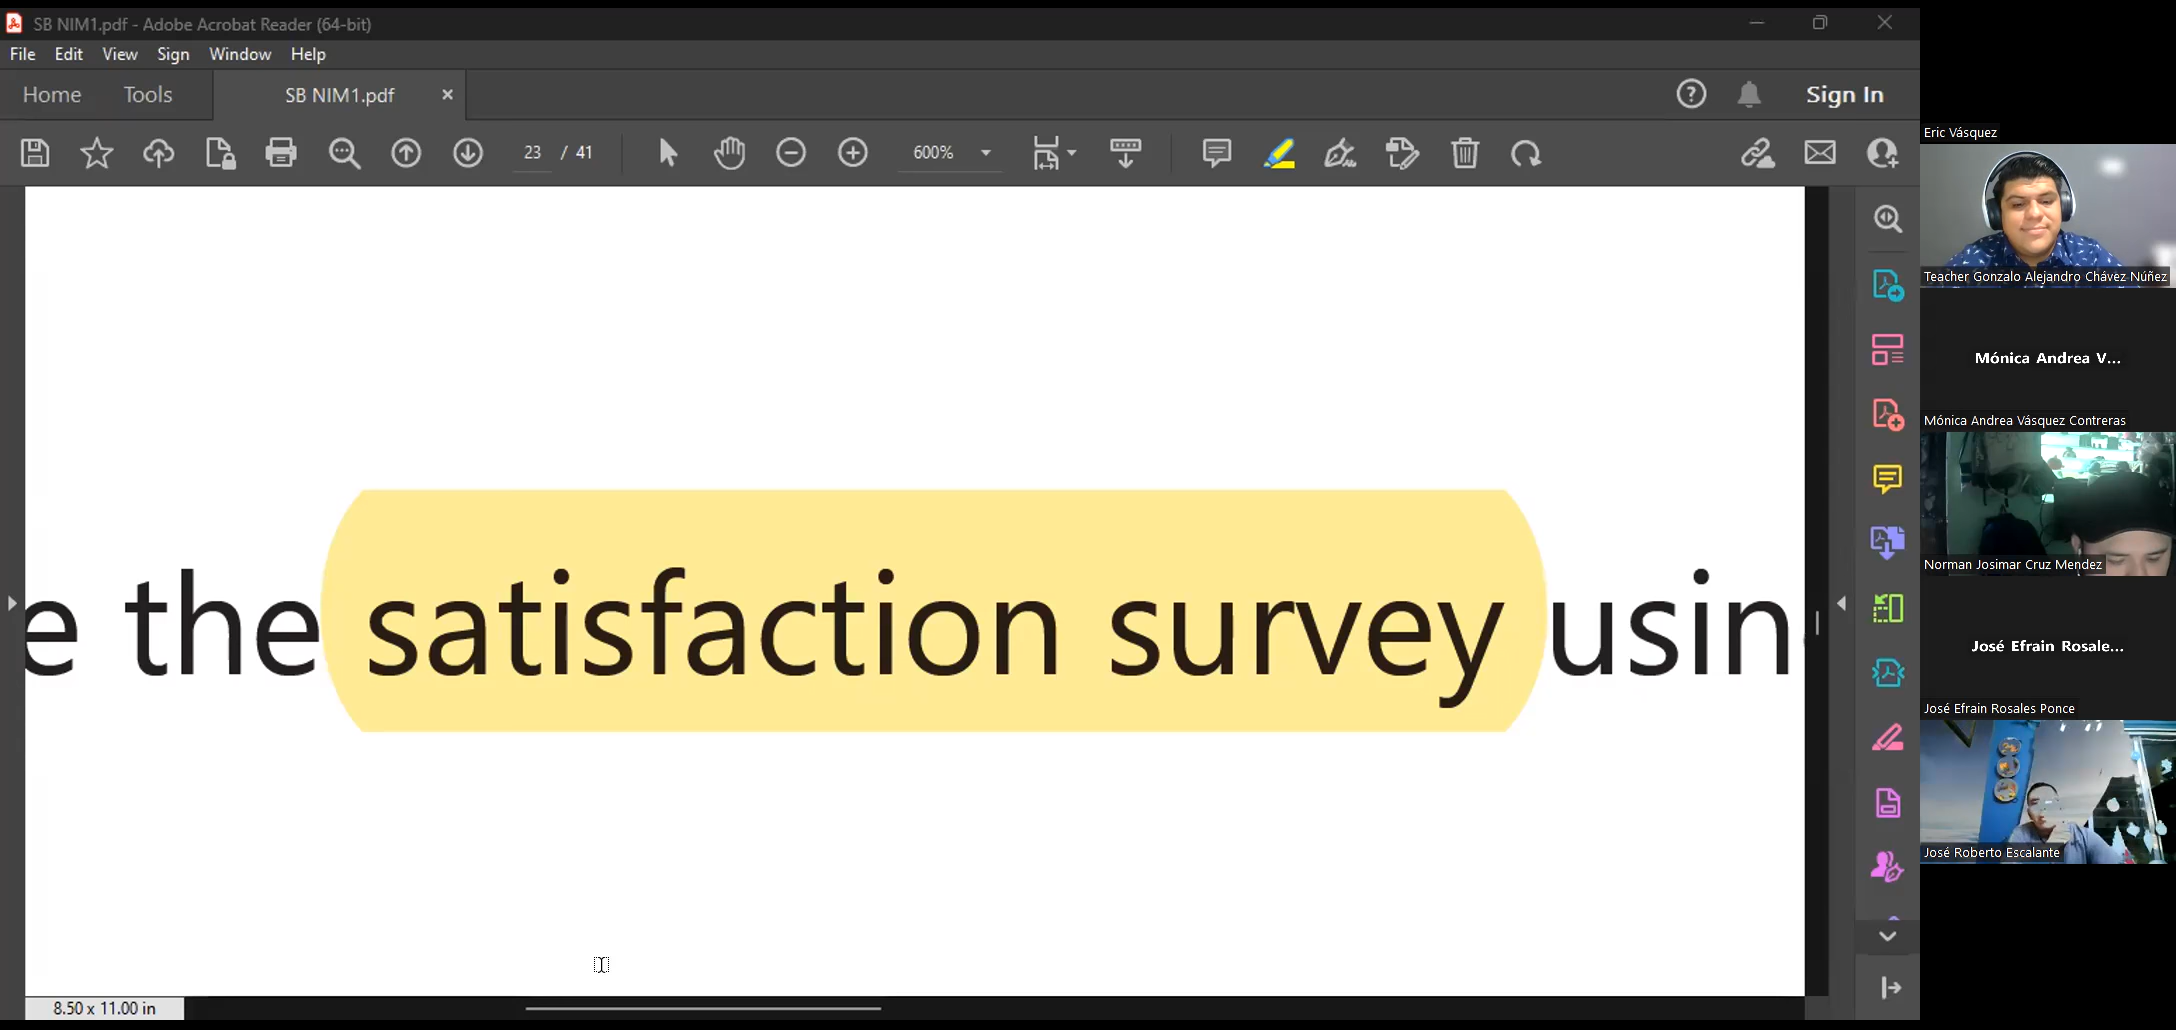 SB NIM1.pdf - Adobe Acrobat Reader (64-bit)
File Edit View Sign Window Help
Home Tools SB NIM1.pdf × Sign In
23 / 41 600%
e the satisfaction survey usin
8.50 x 11.00 in
Eric Vásquez
Teacher Gonzalo Alejandro Chávez Núñez
Mónica Andrea V...
Mónica Andrea Vásquez Contreras
Norman Josimar Cruz Mendez
José Efrain Rosale...
José Efrain Rosales Ponce
José Roberto Escalante